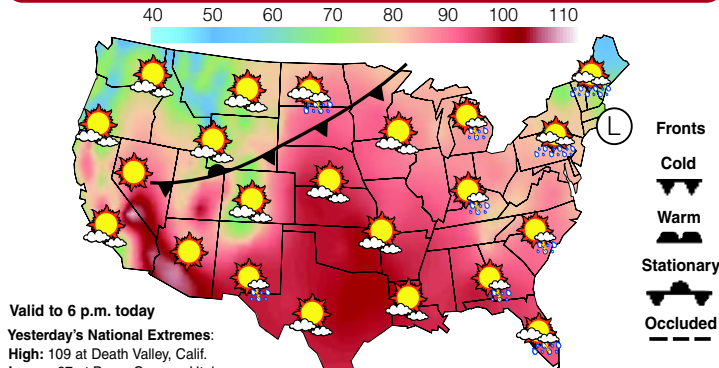 40 50 60 70 80 90 100 110
L
Fronts
Cold
Warm
Stationary
Occluded
Valid to 6 p.m. today
Yesterday's National Extremes:
High: 109 at Death Valley, Calif.